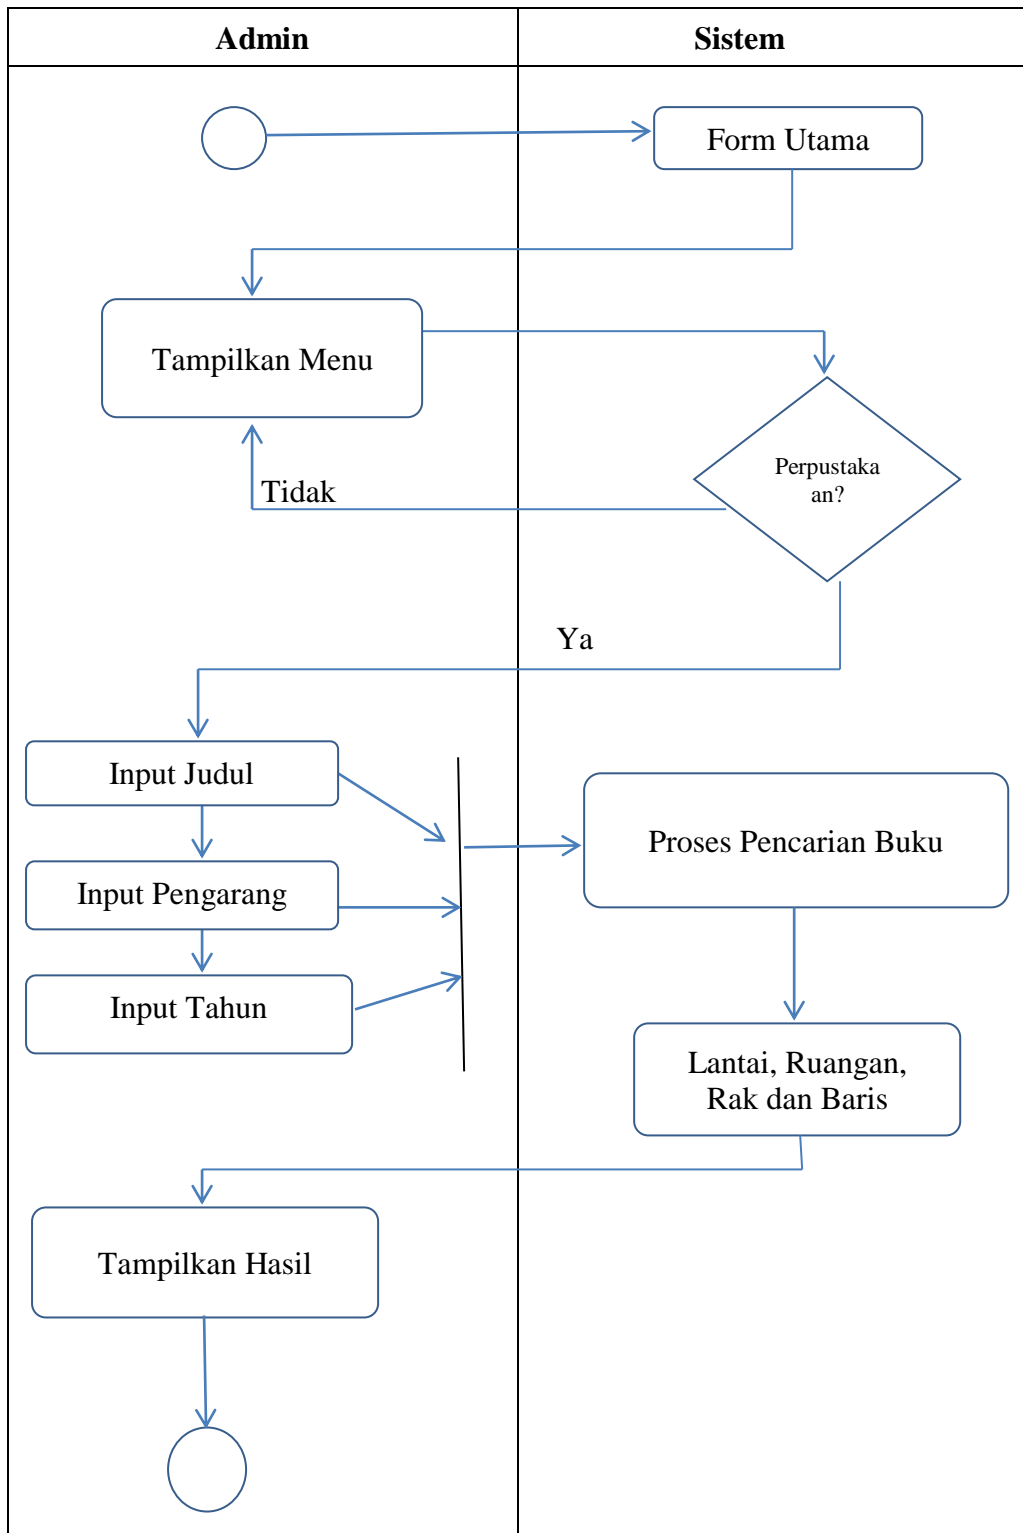 Admin
Sistem
Form Utama
Tampilkan Menu
Perpustaka
an?
Tidak
Ya
Input Judul
Input Pengarang
Input Tahun
Proses Pencarian Buku
Lantai, Ruangan,
Rak dan Baris
Tampilkan Hasil